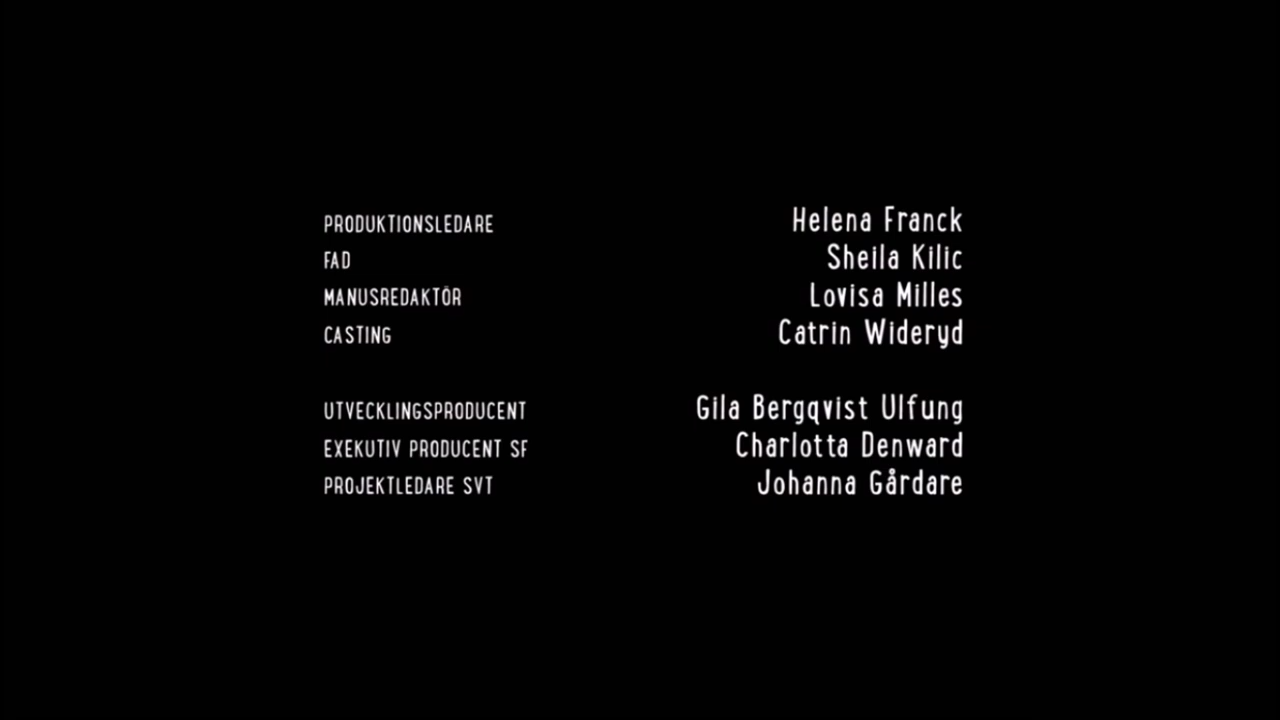 PRODUKTIONSLEDARE Helena Franck
FAD Sheila Kilic
MANUSREDAKTÖR Lovisa Milles
CASTING Catrin Wideryd
UTVECKLINGSPRODUCENT Gila Bergqvist Ulfung
EXEKUTIV PRODUCENT SF Charlotta Denward
PROJEKTLEDARE SVT Johanna Gårdare